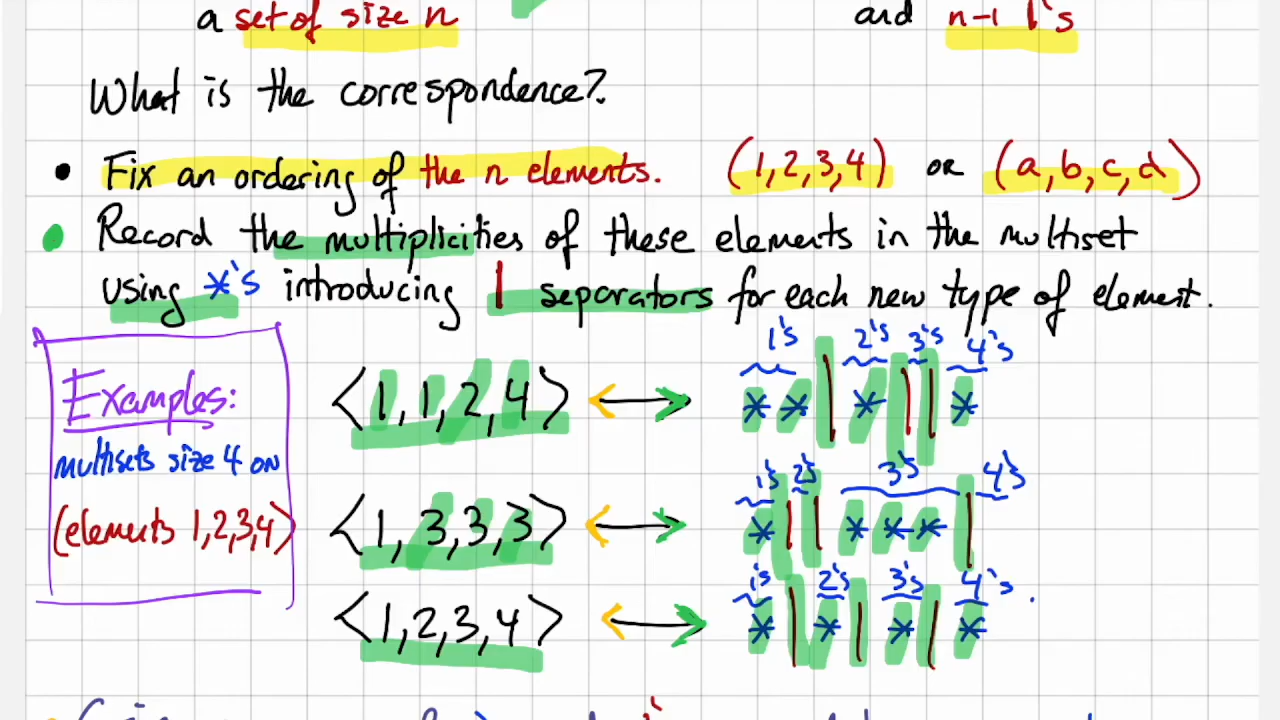 a set of size n
and n-1 1's
What is the correspondence?
• Fix an ordering of the n elements. (1,2,3,4) or (a,b,c,d)
• Record the multiplicities of these elements in the multiset
using *'s introducing | separators for each new type of element.
Examples:
multisets size 4 on
(elements 1,2,3,4)
1's 2's 3's 4's
<1,1,2,4> ↔ **|*||*
1's 2's 3's 4's
<1,3,3,3> ↔ *||***|
1's 2's 3's 4's
<1,2,3,4> ↔ *|*|*|*